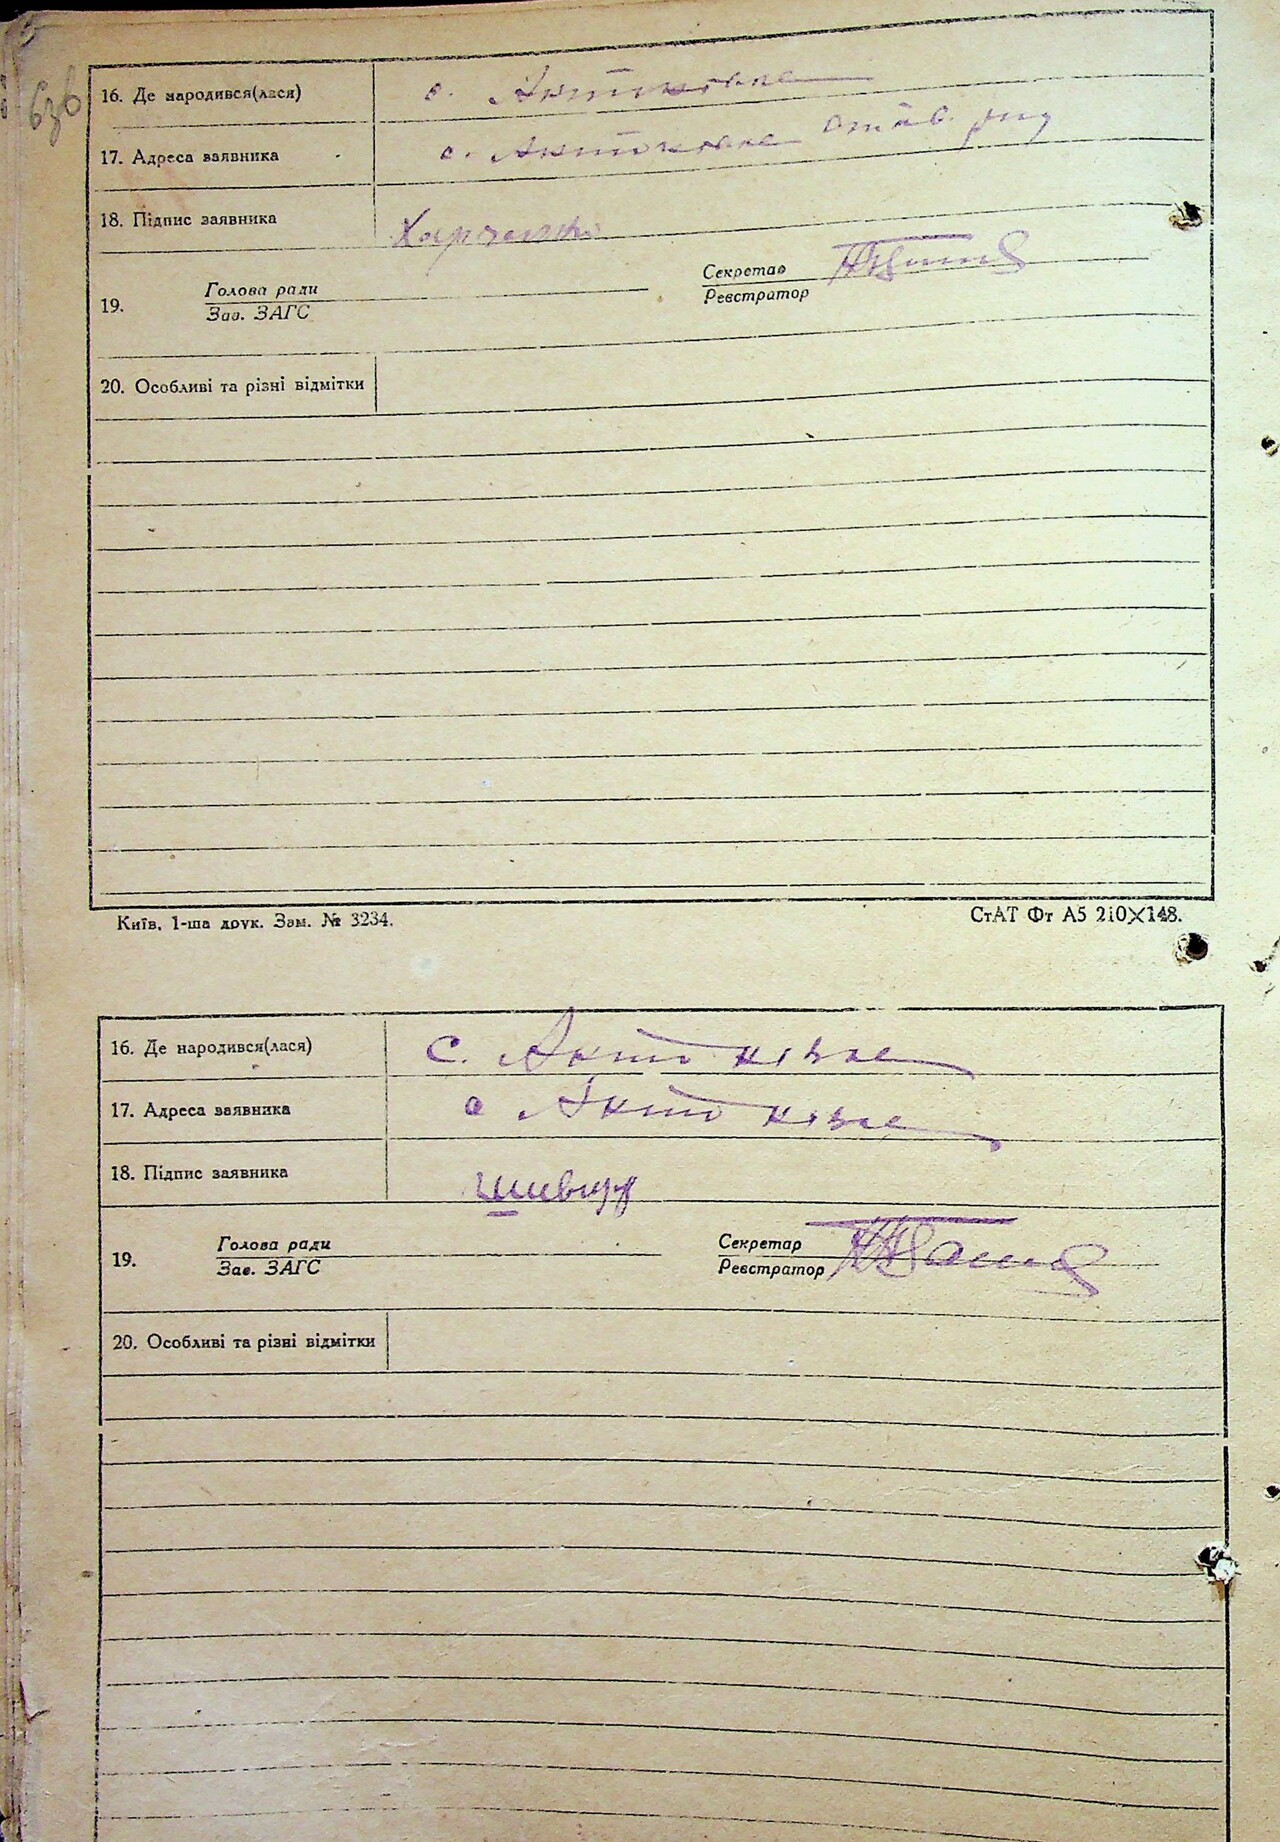 63б
16. Де народився(лася) с. Антонівка
17. Адреса заявника с. Антонівка Став. р-ну
18. Підпис заявника Харченко
Секретар
19. Голова ради Реєстратор
Зав. ЗАГС
20. Особливі та різні відмітки
Київ, 1-ша друк. Зам. № 3234. СтАТ Фт А5 210×148.
16. Де народився(лася) с. Антонівка
17. Адреса заявника с Антонівка
18. Підпис заявника
19. Голова ради Секретар
Зав. ЗАГС Реєстратор
20. Особливі та різні відмітки